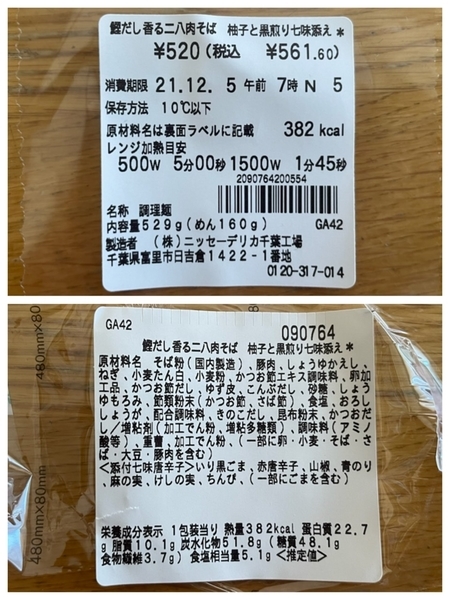 鰹だし香る二八肉そば 柚子と黒煎り七味添え＊
¥520(税込 ¥561.60)
消費期限 21.12. 5 午前 7時 N 5
保存方法 10℃以下
原材料名は裏面ラベルに記載 382 kcal
レンジ加熱目安
500W 5分00秒 1500W 1分45秒
2090764200554
名称 調理麺
内容量529g(めん160g) GA42
製造者 (株)ニッセーデリカ千葉工場
千葉県富里市日吉倉1422-1番地
0120-317-014
480mm×80
GA42 090764
鰹だし香る二八肉そば 柚子と黒煎り七味添え＊
原材料名 そば粉(国内製造)、豚肉、しょうゆかえし、
ねぎ、小麦たん白、小麦粉、かつお節エキス調味料、卵加
工品、かつお節だし、ゆず皮、こんぶだし、砂糖、しょう
ゆもろみ、節類粉末(かつお節、さば節)、食塩、おろし
しょうが、配合調味料、きのこだし、昆布粉末、かつおだ
し/増粘剤(加工でん粉、増粘多糖類)、調味料(アミノ
酸等)、重曹、加工でん粉、(一部に卵・小麦・そば・さ
ば・大豆・豚肉を含む)
<添付七味唐辛子>いり黒ごま、赤唐辛子、山椒、青のり
、麻の実、けしの実、ちんぴ、(一部にごまを含む)
480mm×80mm
栄養成分表示 1包装当り 熱量382kcal 蛋白質22.7
g 脂質10.1g 炭水化物51.8g(糖質48.1g
食物繊維3.7g) 食塩相当量5.1g <推定値>